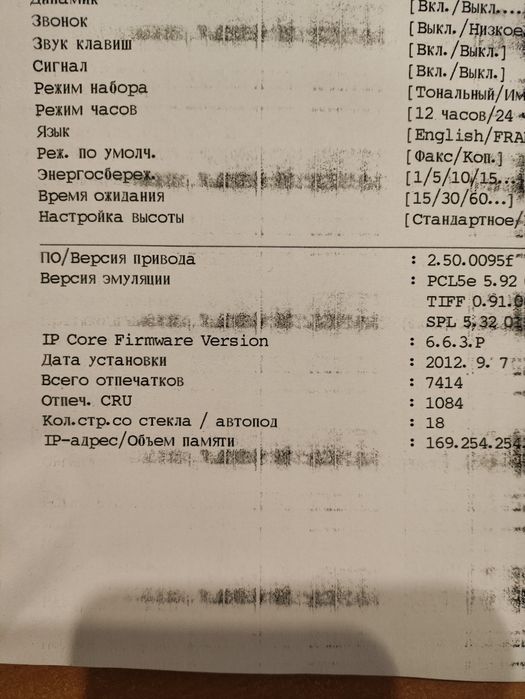 Динамик [Вкл./Выкл....
Звонок [Выкл./Низкое
Звук клавиш [Вкл./Выкл.]
Сигнал [Вкл./Выкл.]
Режим набора [Тональный/Им
Режим часов [12 часов/24
Язык [English/FRA
Реж. по умолч. [Факс/Коп.]
Энергосбереж. [1/5/10/15...
Время ожидания [15/30/60...]
Настройка высоты [Стандартное/
ПО/Версия привода : 2.50.0095f
Версия эмуляции : PCL5e 5.92
TIFF 0.91.0
SPL 5.32 01
IP Core Firmware Version : 6.6.3.P
Дата установки : 2012. 9. 7
Всего отпечатков : 7414
Отпеч. CRU : 1084
Кол.стр.со стекла / автопод : 18
IP-адрес/Объем памяти : 169.254.254.